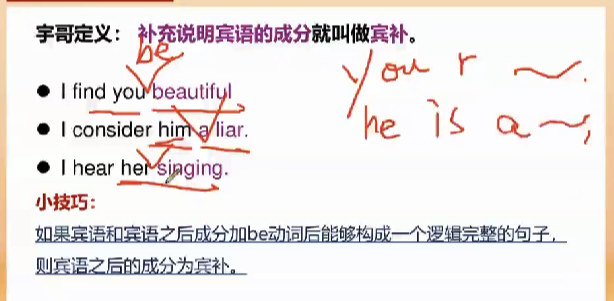 宇哥定义： 补充说明宾语的成分就叫做宾补。
be
● I find you beautiful
you r ~.
● I consider him a liar.
he is a ~,
● I hear her singing.
小技巧：
如果宾语和宾语之后成分加be动词后能够构成一个逻辑完整的句子，
则宾语之后的成分为宾补。